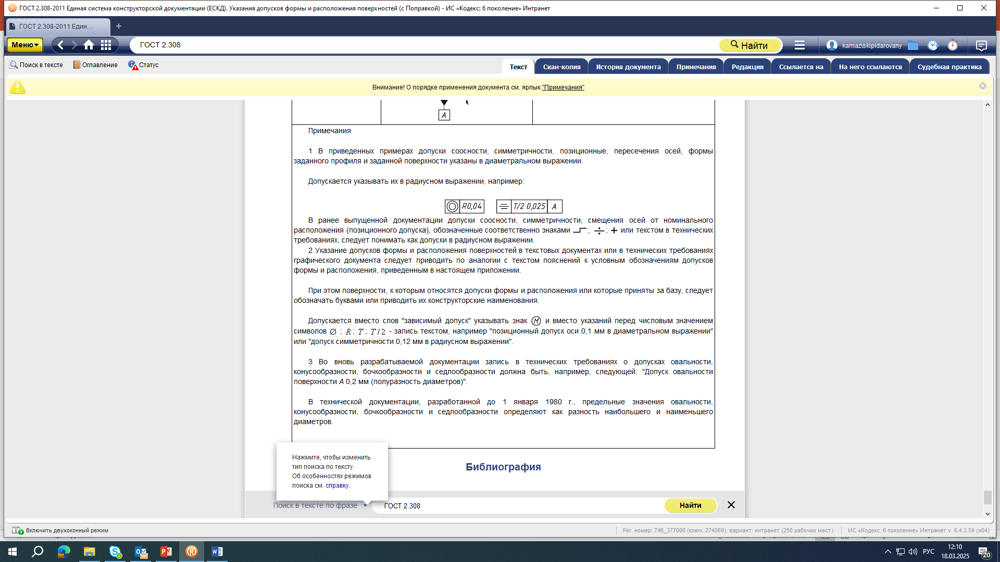 ГОСТ 2.308-2011 Единая система конструкторской документации (ЕСКД). Указания допусков формы и расположения поверхностей (с Поправкой) - ИС «Кодекс: 6 поколение» Интранет
ГОСТ 2.308-2011 Един...
Меню
ГОСТ 2.308
Найти
kamaz\skipidarovany
Поиск в тексте
Оглавление
Статус
Текст
Скан-копия
История документа
Примечания
Редакции
Ссылается на
На него ссылаются
Судебная практика
Внимание! О порядке применения документа см. ярлык "Примечания"
А
Примечания
1 В приведенных примерах допуски соосности, симметричности, позиционные, пересечения осей, формы
заданного профиля и заданной поверхности указаны в диаметральном выражении.
Допускается указывать их в радиусном выражении, например:
R0,04 T/2 0,025 A
В ранее выпущенной документации допуски соосности, симметричности, смещения осей от номинального
расположения (позиционного допуска), обозначенные соответственно знаками ; ; или текстом в технических
требованиях, следует понимать как допуски в радиусном выражении.
2 Указание допусков формы и расположения поверхностей в текстовых документах или в технических требованиях
графического документа следует приводить по аналогии с текстом пояснений к условным обозначениям допусков
формы и расположения, приведенным в настоящем приложении.
При этом поверхности, к которым относятся допуски формы и расположения или которые приняты за базу, следует
обозначать буквами или приводить их конструкторские наименования.
Допускается вместо слов "зависимый допуск" указывать знак Ⓜ и вместо указаний перед числовым значением
символов ∅ ; R ; T ; T / 2 - запись текстом, например "позиционный допуск оси 0,1 мм в диаметральном выражении"
или "допуск симметричности 0,12 мм в радиусном выражении".
3 Во вновь разрабатываемой документации запись в технических требованиях о допусках овальности,
конусообразности, бочкообразности и седлообразности должна быть, например, следующей: "Допуск овальности
поверхности А 0,2 мм (полуразность диаметров)".
В технической документации, разработанной до 1 января 1980 г., предельные значения овальности,
конусообразности, бочкообразности и седлообразности определяют как разность наибольшего и наименьшего
диаметров.
Библиография
Нажмите, чтобы изменить
тип поиска по тексту.
Об особенностях режимов
поиска см. справку.
Поиск в тексте по фразе
ГОСТ 2.308
Найти
Включить двухоконный режим
Рег. номер: 746_377006 (ключ: 274569), вариант: интранет (250 рабочих мест)
ИС «Кодекс: 6 поколение» Интранет v. 6.4.3.59 (x64)
РУС
12:10
18.03.2025
20